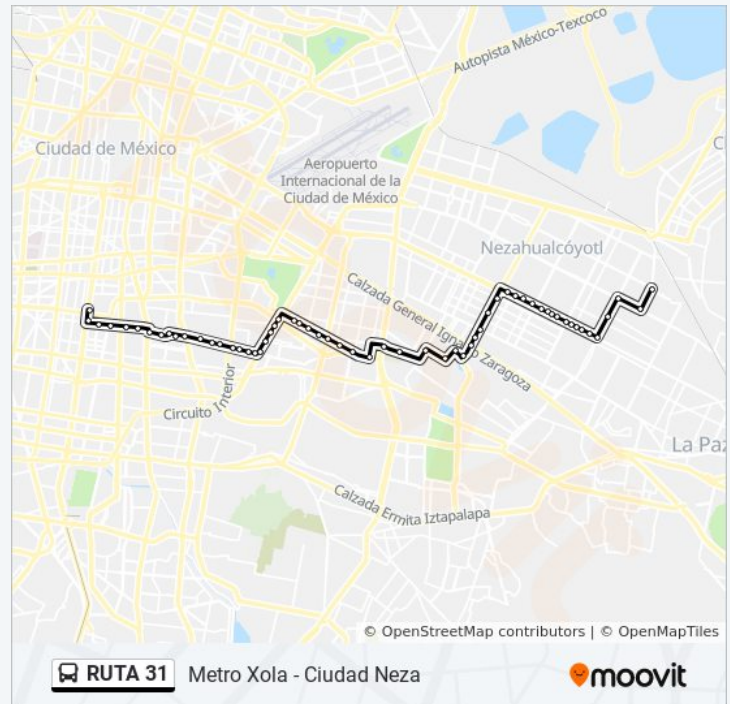 Autopista México-Texcoco
Ciudad de México
Aeropuerto
Internacional de la
Ciudad de México
C
Nezahualcóyotl
Calzada General Ignacio Zaragoza
Circuito Interior
La Paz
Calzada Ermita Iztapalapa
© OpenStreetMap contributors | © OpenMapTiles
RUTA 31 Metro Xola - Ciudad Neza
moovit